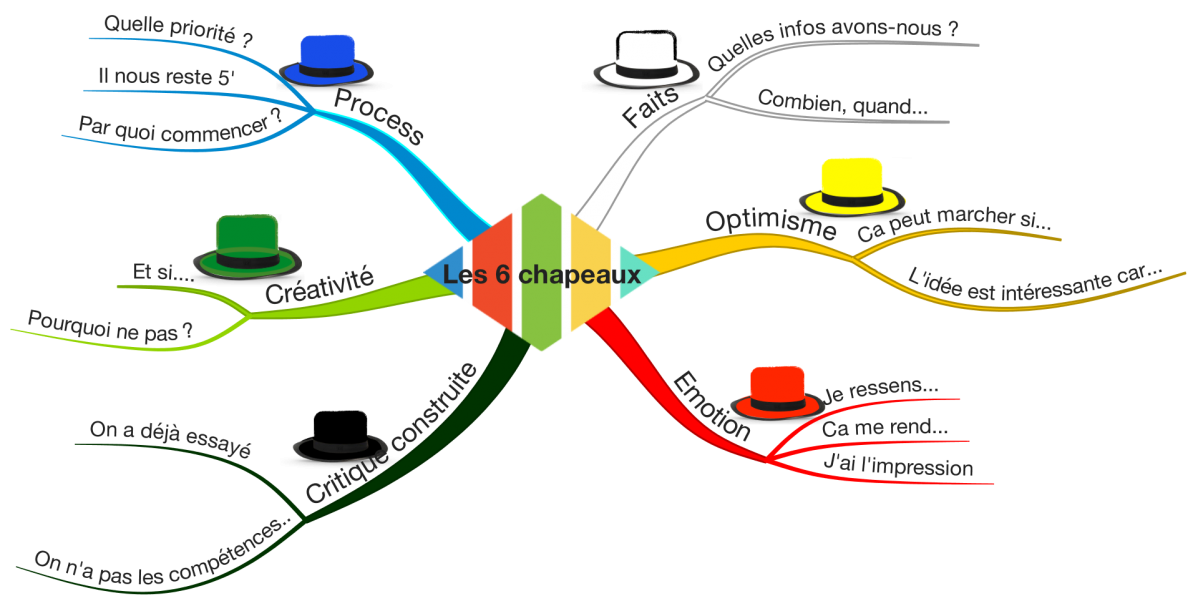 Les 6 chapeaux
Faits
Quelles infos avons-nous ?
Combien, quand...
Optimisme
Ca peut marcher si...
L'idée est intéressante car...
Emotion
Je ressens...
Ca me rend...
J'ai l'impression
Critique construite
On a déjà essayé
On n'a pas les compétences..
Créativité
Et si....
Pourquoi ne pas ?
Process
Quelle priorité ?
Il nous reste 5'
Par quoi commencer ?